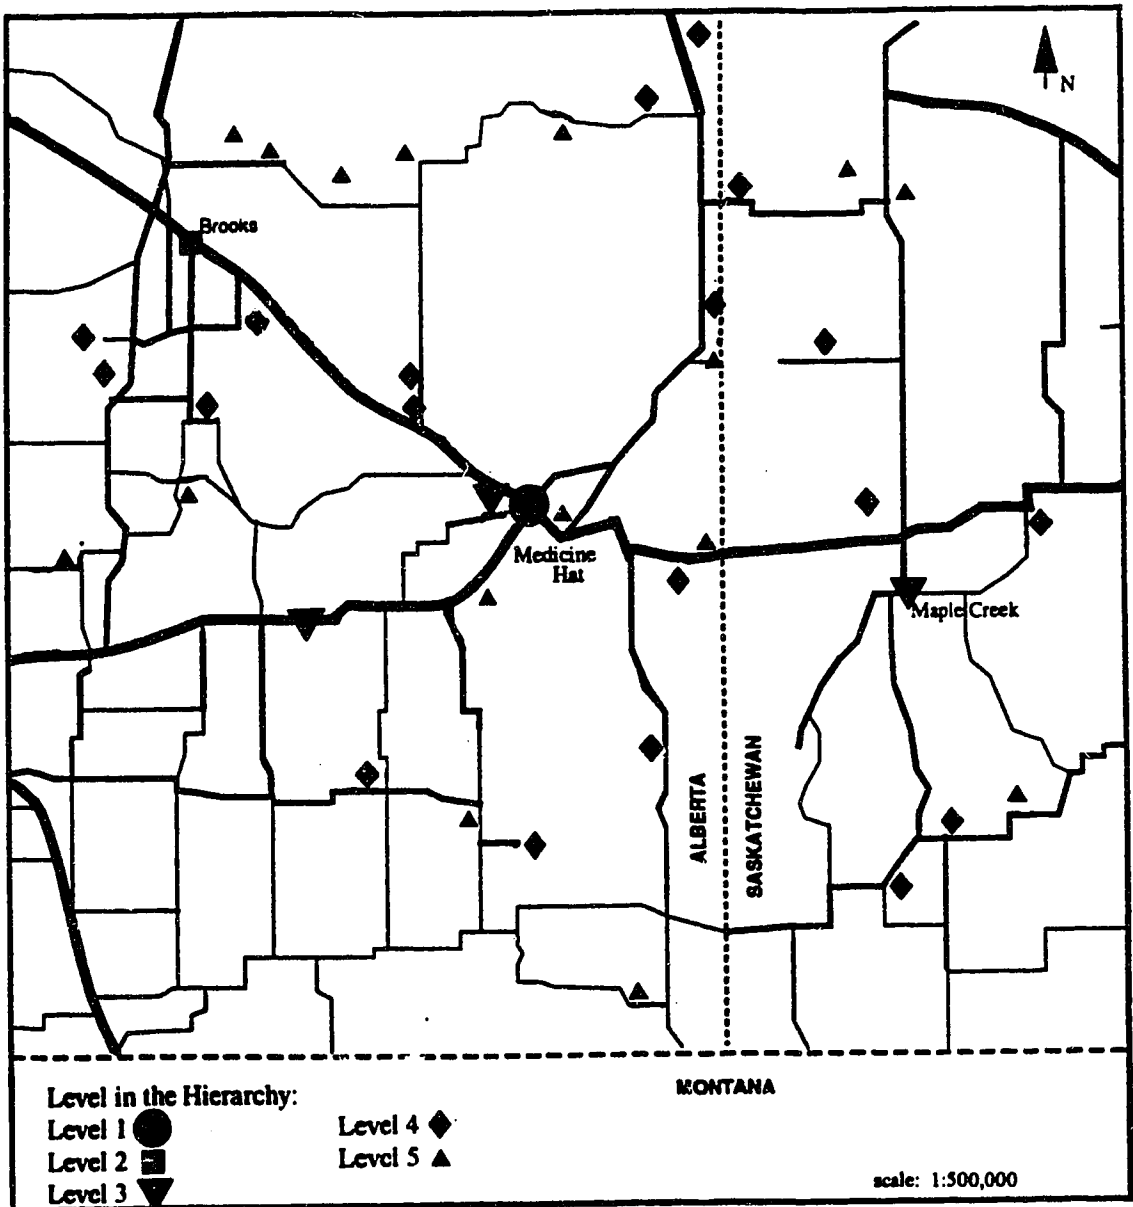 N
Brooks
Medicine
Hat
Maple Creek
ALBERTA
SASKATCHEWAN
MONTANA
Level in the Hierarchy:
Level 1
Level 2
Level 3
Level 4
Level 5
scale: 1:500,000